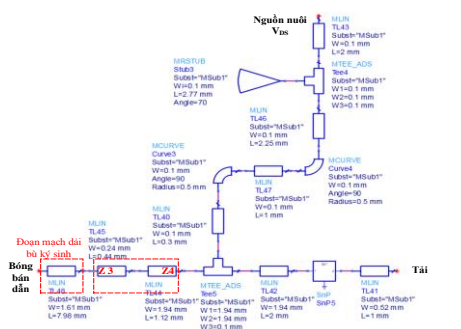 Nguồn nuôi
V_DS
MLIN
TL43
Subst="MSub1"
W=0.1 mm
L=2 mm
MRSTUB
Stub3
Subst="MSub1"
Wi=0.1 mm
L=2.77 mm
Angle=70
MTEE_ADS
Tee4
Subst="MSub1"
W1=0.1 mm
W2=0.1 mm
W3=0.1 mm
MLIN
TL46
Subst="MSub1"
W=0.1 mm
L=2.25 mm
MCURVE
Curve3
Subst="MSub1"
W=0.1 mm
Angle=90
Radius=0.5 mm
MCURVE
Curve4
Subst="MSub1"
W=0.1 mm
Angle=90
Radius=0.5 mm
MLIN
TL47
Subst="MSub1"
W=0.1 mm
L=1 mm
MLIN
TL40
Subst="MSub1"
W=0.1 mm
L=0.3 mm
MLIN
TL45
Subst="MSub1"
W=0.24 mm
L=0.44 mm
Đoạn mạch dải
bù ký sinh
Bóng
bán
dẫn
Z 3
Z4
Tải
MLIN
Subst="MSub1"
W=1.61 mm
L=7.98 mm
MLIN
TL44
Subst="MSub1"
W=1.94 mm
L=1.12 mm
MTEE_ADS
Tee5
Subst="MSub1"
W1=1.94 mm
W2=1.94 mm
W3=0.1 mm
MLIN
TL42
Subst="MSub1"
W=1.94 mm
L=2 mm
SnP
SnP5
MLIN
TL41
Subst="MSub1"
W=0.52 mm
L=1 mm